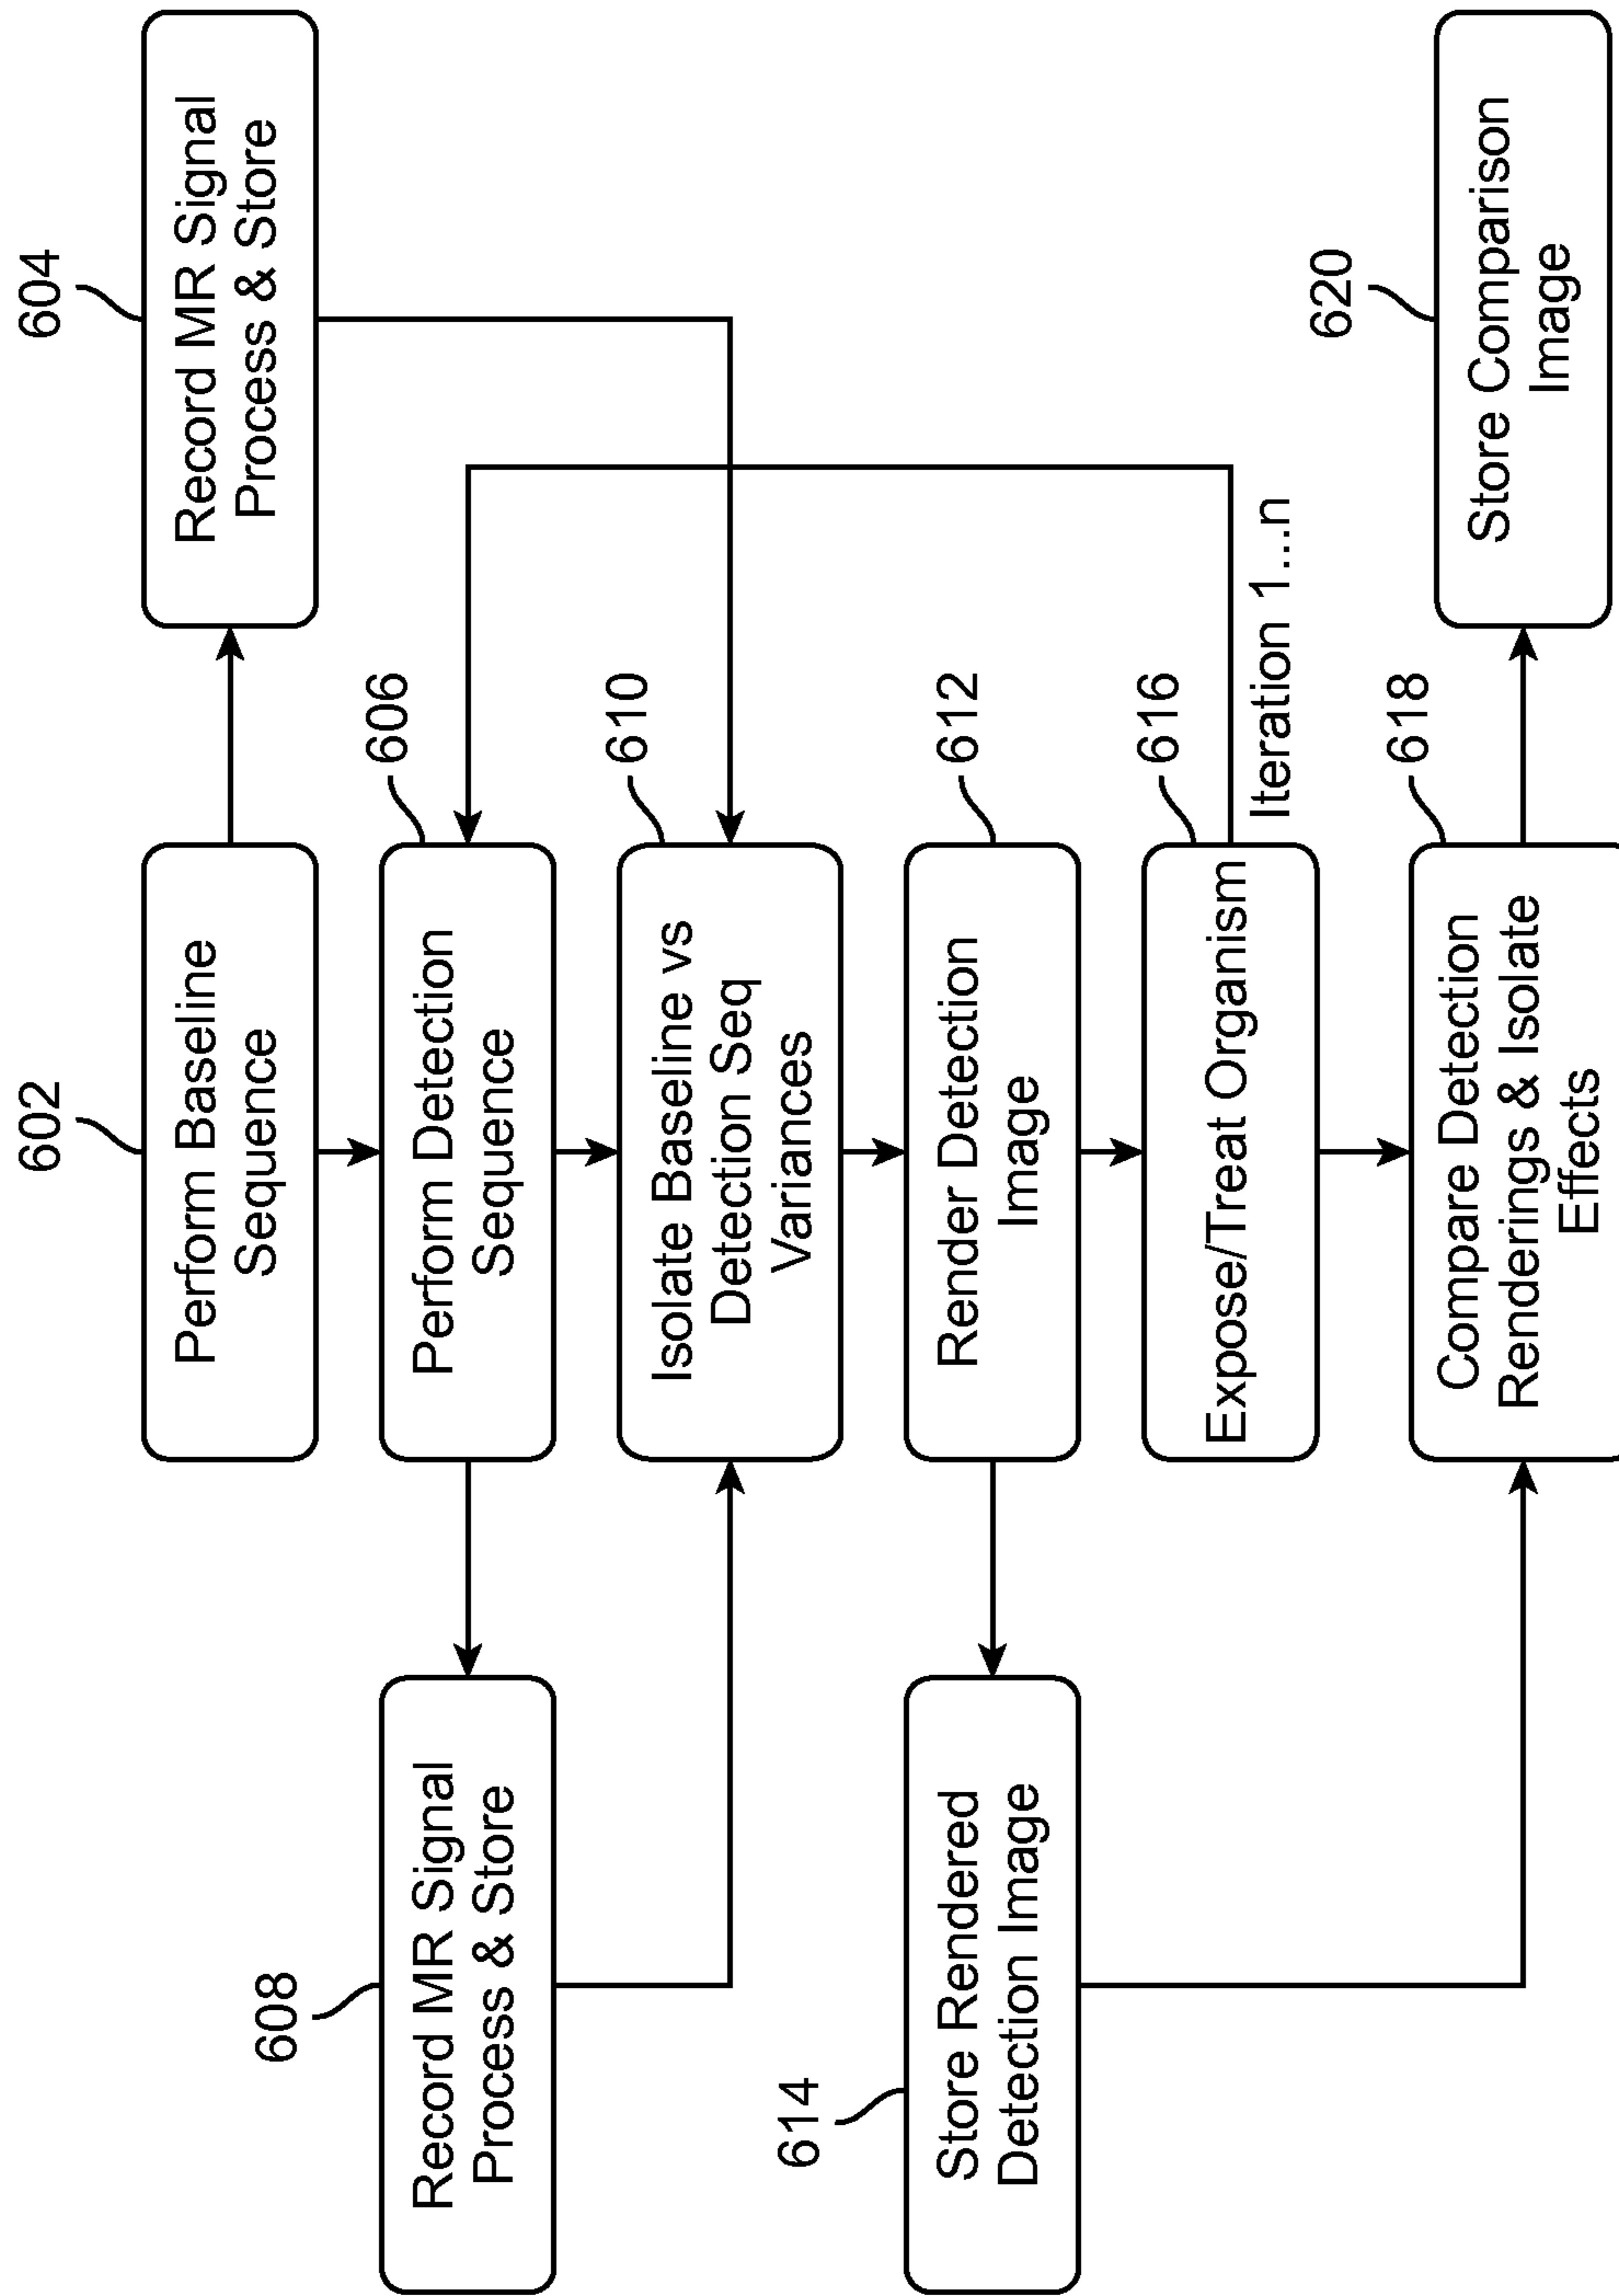 602
Perform Baseline
Sequence
604
Record MR Signal
Process & Store
606
Perform Detection
Sequence
608
Record MR Signal
Process & Store
610
Isolate Baseline vs
Detection Seq
Variances
612
Render Detection
Image
614
Store Rendered
Detection Image
616
Expose/Treat Organism
Iteration 1...n
618
Compare Detection
Renderings & Isolate
Effects
620
Store Comparison
Image